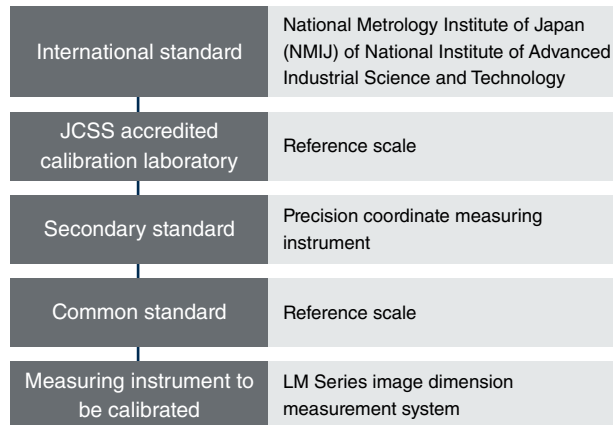 International standard
National Metrology Institute of Japan
(NMIJ) of National Institute of Advanced
Industrial Science and Technology
JCSS accredited
calibration laboratory
Reference scale
Secondary standard
Precision coordinate measuring
instrument
Common standard
Reference scale
Measuring instrument to
be calibrated
LM Series image dimension
measurement system